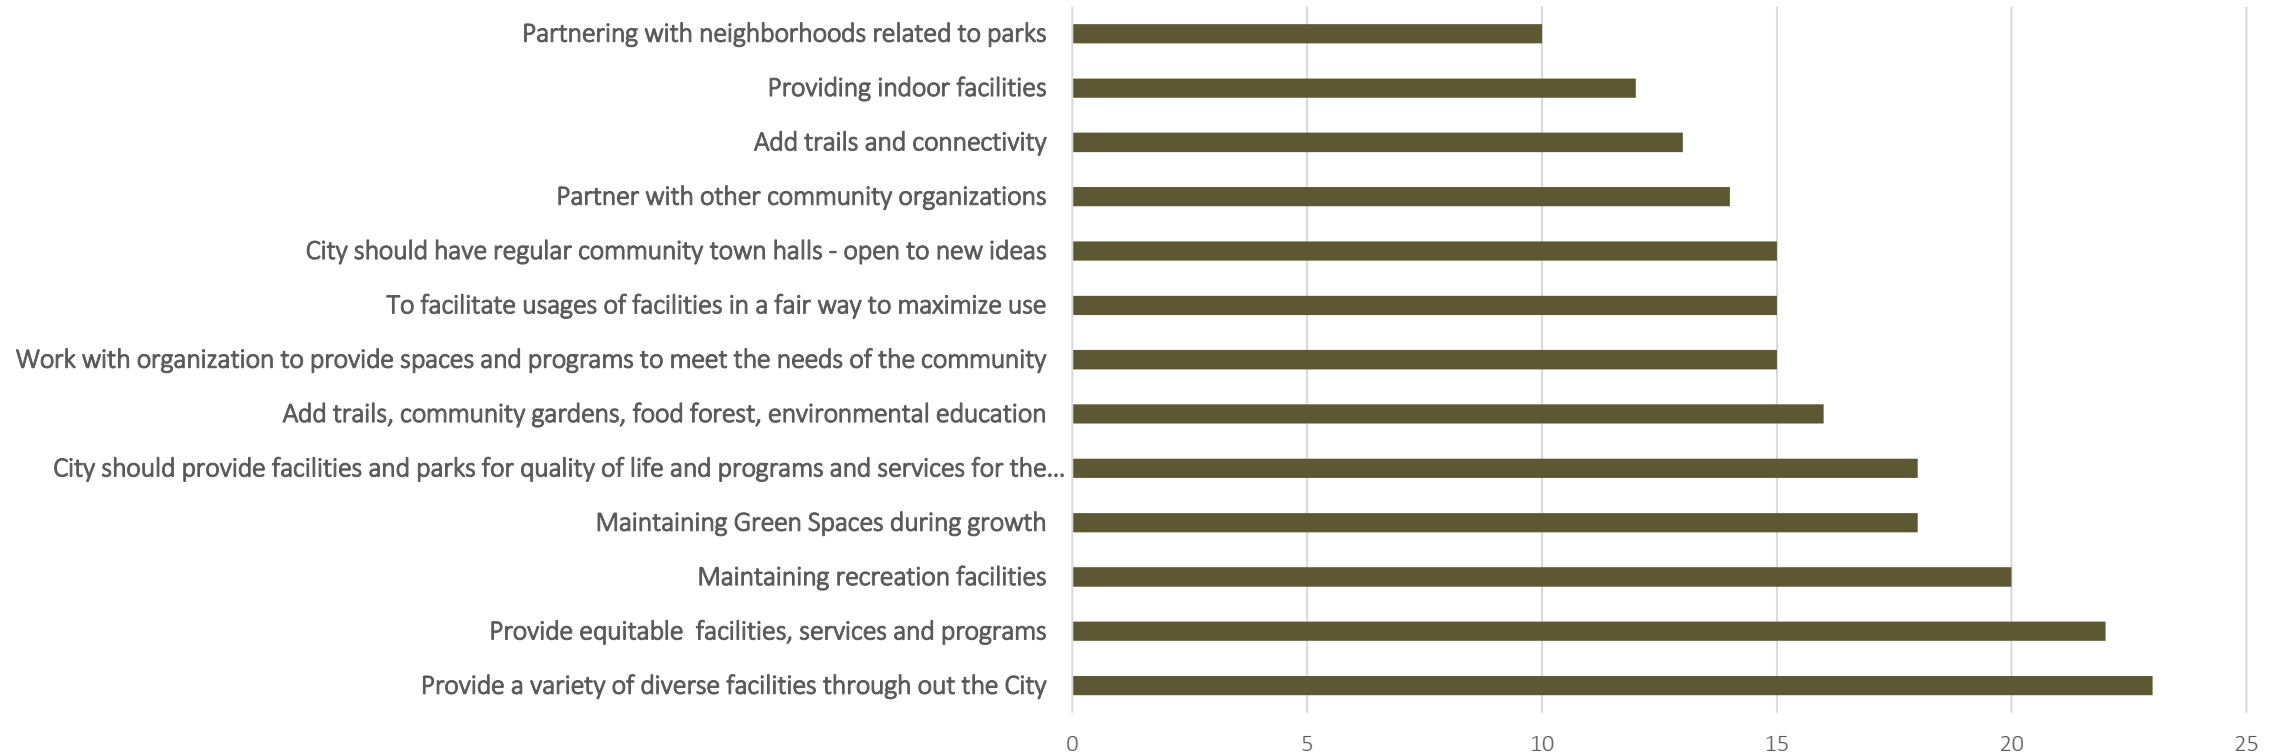 Partnering with neighborhoods related to parks
Providing indoor facilities
Add trails and connectivity
Partner with other community organizations
City should have regular community town halls - open to new ideas
To facilitate usages of facilities in a fair way to maximize use
Work with organization to provide spaces and programs to meet the needs of the community
Add trails, community gardens, food forest, environmental education
City should provide facilities and parks for quality of life and programs and services for the...
Maintaining Green Spaces during growth
Maintaining recreation facilities
Provide equitable  facilities, services and programs
Provide a variety of diverse facilities through out the City
0 5 10 15 20 25